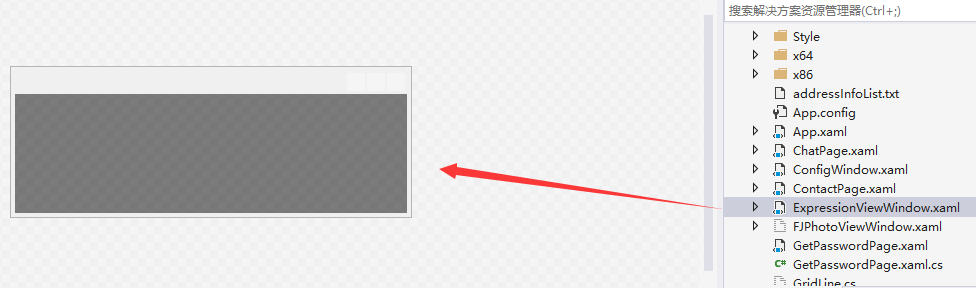 搜索解决方案资源管理器(Ctrl+;)
Style
x64
x86
addressInfoList.txt
App.config
App.xaml
ChatPage.xaml
ConfigWindow.xaml
ContactPage.xaml
ExpressionViewWindow.xaml
FJPhotoViewWindow.xaml
GetPasswordPage.xaml
C# GetPasswordPage.xaml.cs
GridLine.cs